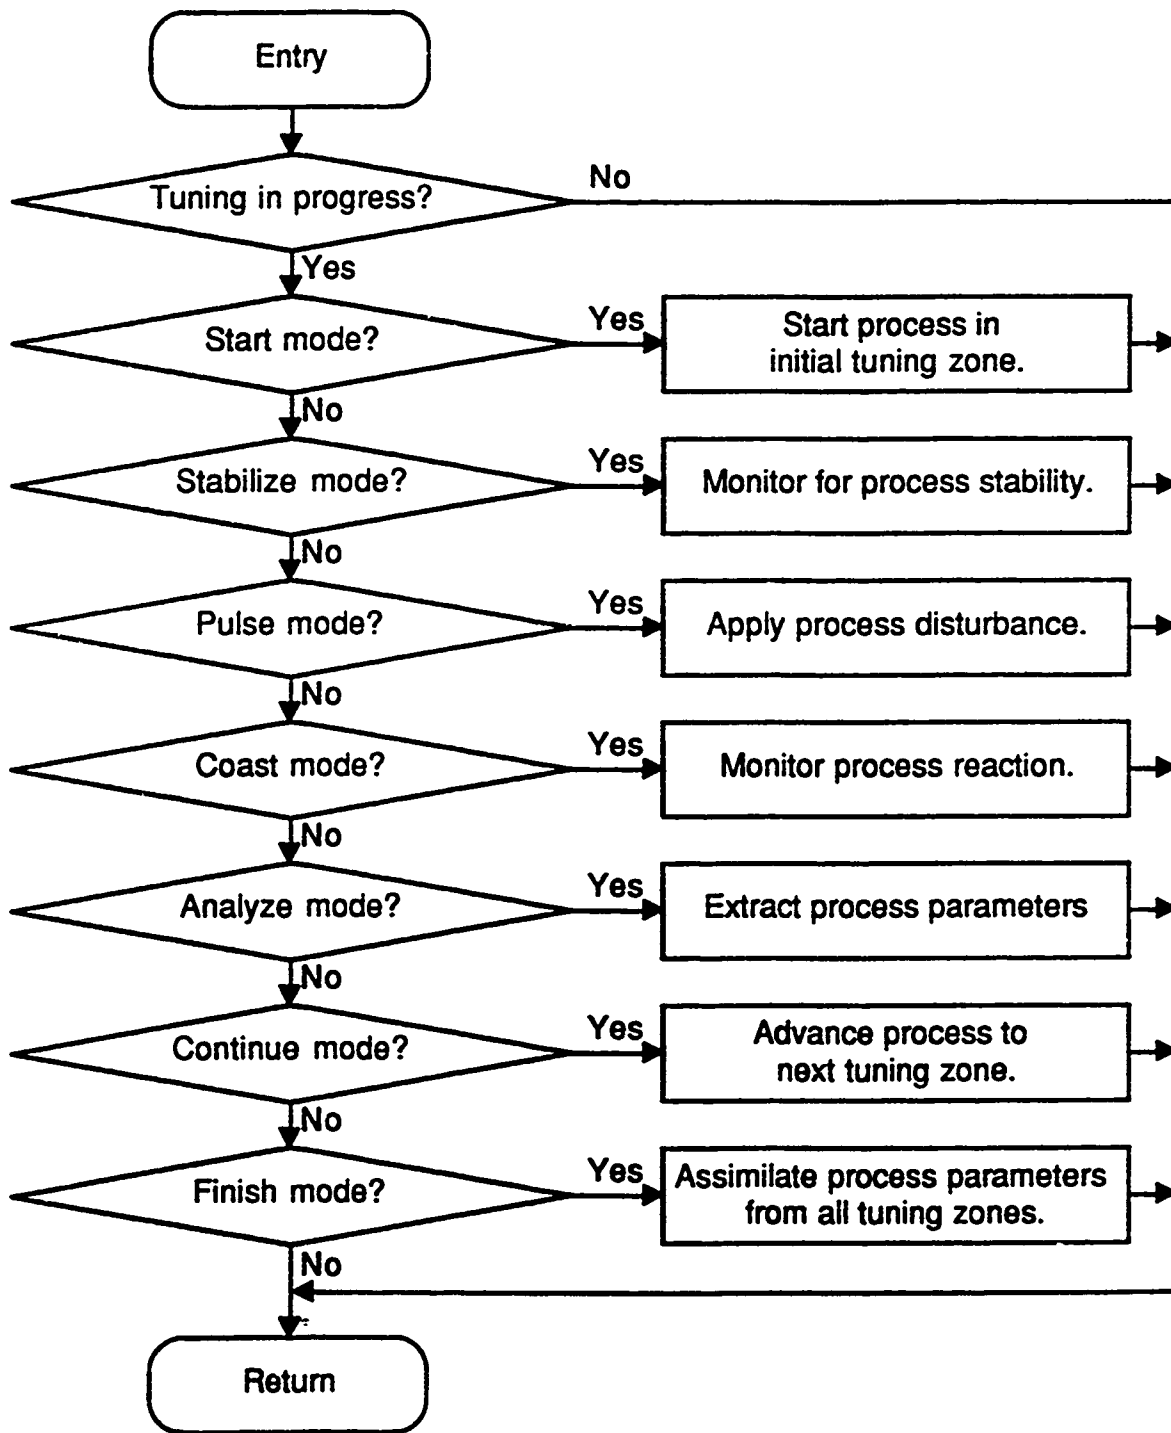 Entry
Tuning in progress?
No
Yes
Start mode?
Yes
Start process in
initial tuning zone.
No
Stabilize mode?
Yes
Monitor for process stability.
No
Pulse mode?
Yes
Apply process disturbance.
No
Coast mode?
Yes
Monitor process reaction.
No
Analyze mode?
Yes
Extract process parameters
No
Continue mode?
Yes
Advance process to
next tuning zone.
No
Finish mode?
Yes
Assimilate process parameters
from all tuning zones.
No
Return